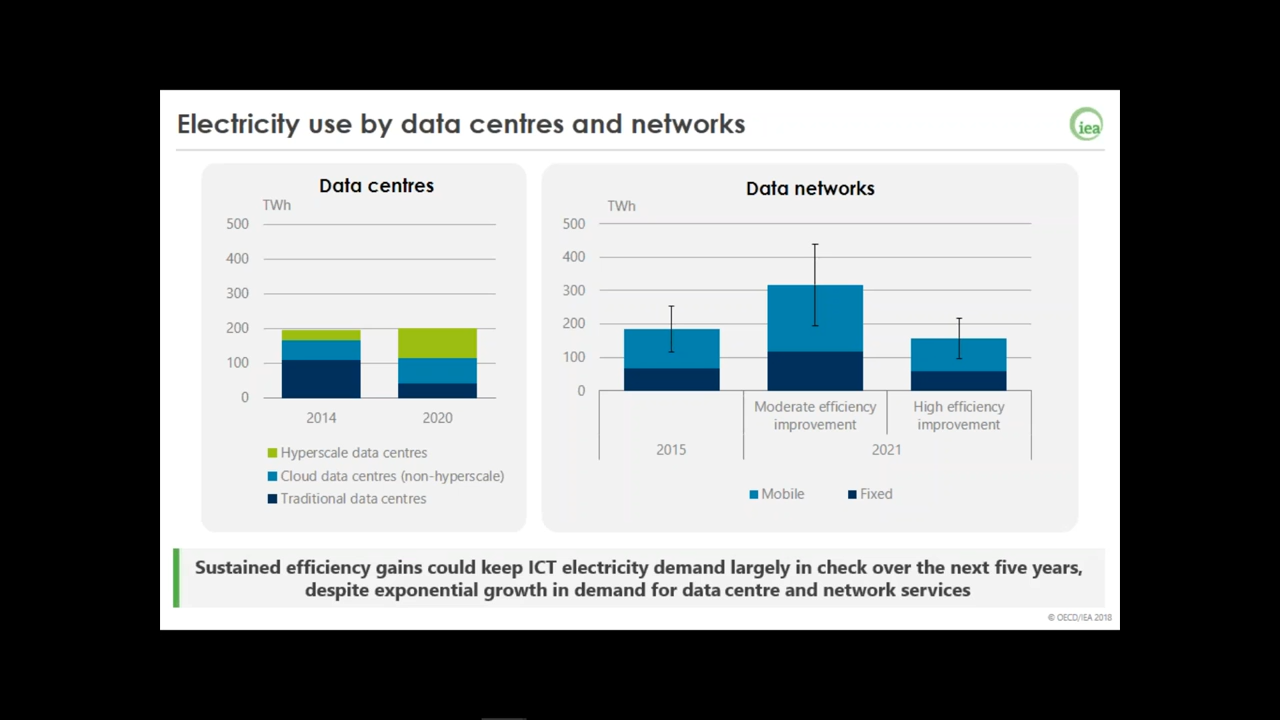 Electricity use by data centres and networks
iea
Data centres
TWh
500
400
300
200
100
0
2014
2020
Hyperscale data centres
Cloud data centres (non-hyperscale)
Traditional data centres
Data networks
TWh
500
400
300
200
100
0
Moderate efficiency
improvement
High efficiency
improvement
2015
2021
Mobile
Fixed
Sustained efficiency gains could keep ICT electricity demand largely in check over the next five years,
despite exponential growth in demand for data centre and network services
© OECD/IEA 2018